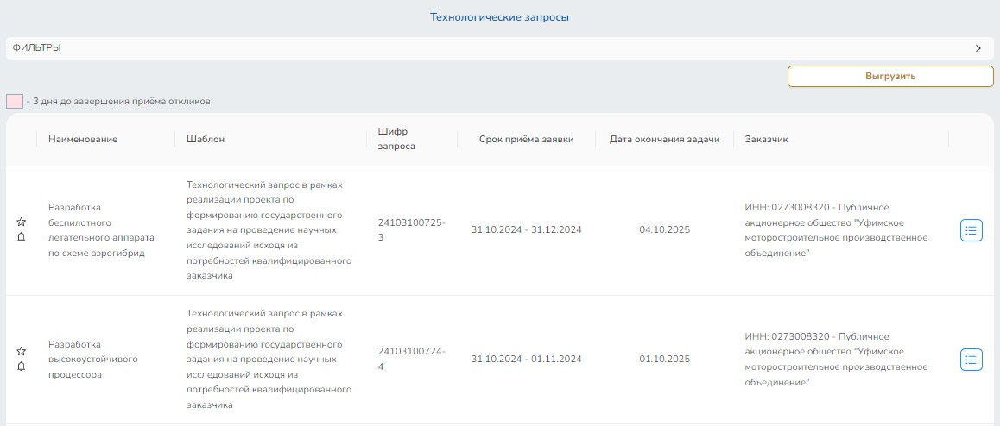 Технологические запросы
ФИЛЬТРЫ
Выгрузить
- 3 дня до завершения приёма откликов
Наименование
Шаблон
Шифр
запроса
Срок приёма заявки
Дата окончания задачи
Заказчик
Разработка
беспилотного
летательного аппарата
по схеме аэрогибрид
Технологический запрос в рамках
реализации проекта по
формированию государственного
задания на проведение научных
исследований исходя из
потребностей квалифицированного
заказчика
24103100725-
3
31.10.2024 - 31.12.2024
04.10.2025
ИНН: 0273008320 - Публичное
акционерное общество "Уфимское
моторостроительное производственное
объединение"
Разработка
высокоустойчивого
процессора
Технологический запрос в рамках
реализации проекта по
формированию государственного
задания на проведение научных
исследований исходя из
потребностей квалифицированного
заказчика
24103100724-
4
31.10.2024 - 01.11.2024
01.10.2025
ИНН: 0273008320 - Публичное
акционерное общество "Уфимское
моторостроительное производственное
объединение"